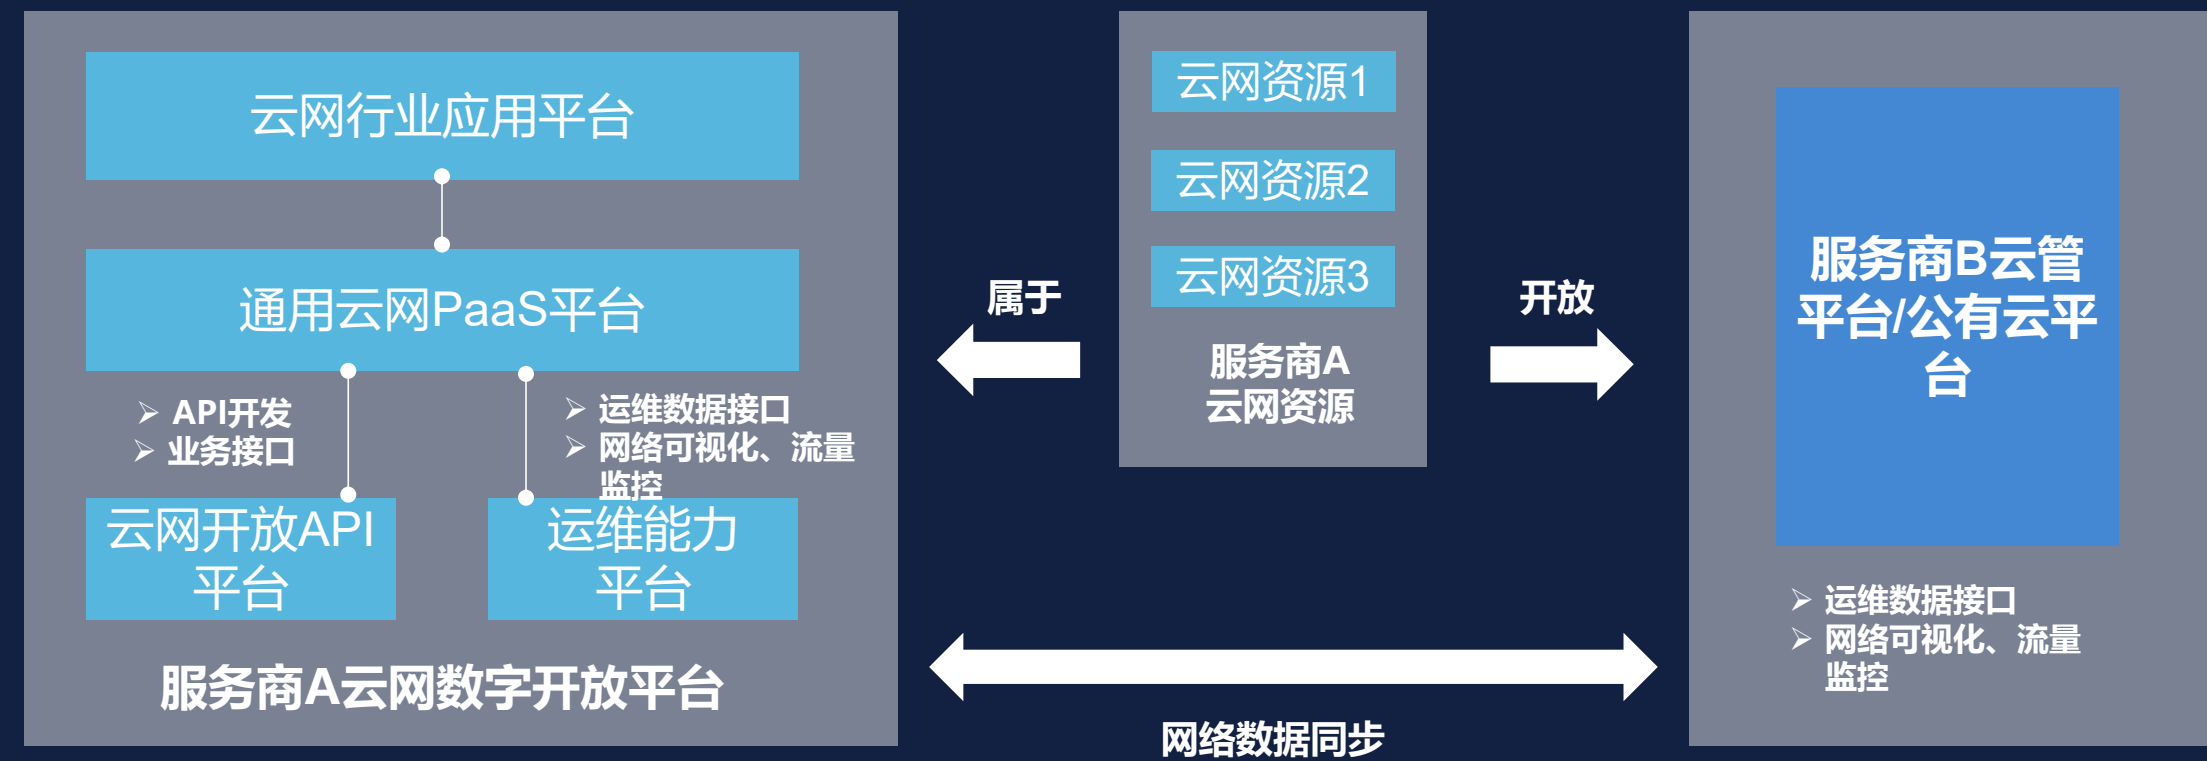 云网行业应用平台
通用云网PaaS平台
API开发
业务接口
运维数据接口
网络可视化、流量
监控
云网开放API
平台
运维能力
平台
服务商A云网数字开放平台
属于
云网资源1
云网资源2
云网资源3
服务商A
云网资源
开放
网络数据同步
服务商B云管
平台/公有云平
台
运维数据接口
网络可视化、流量
监控